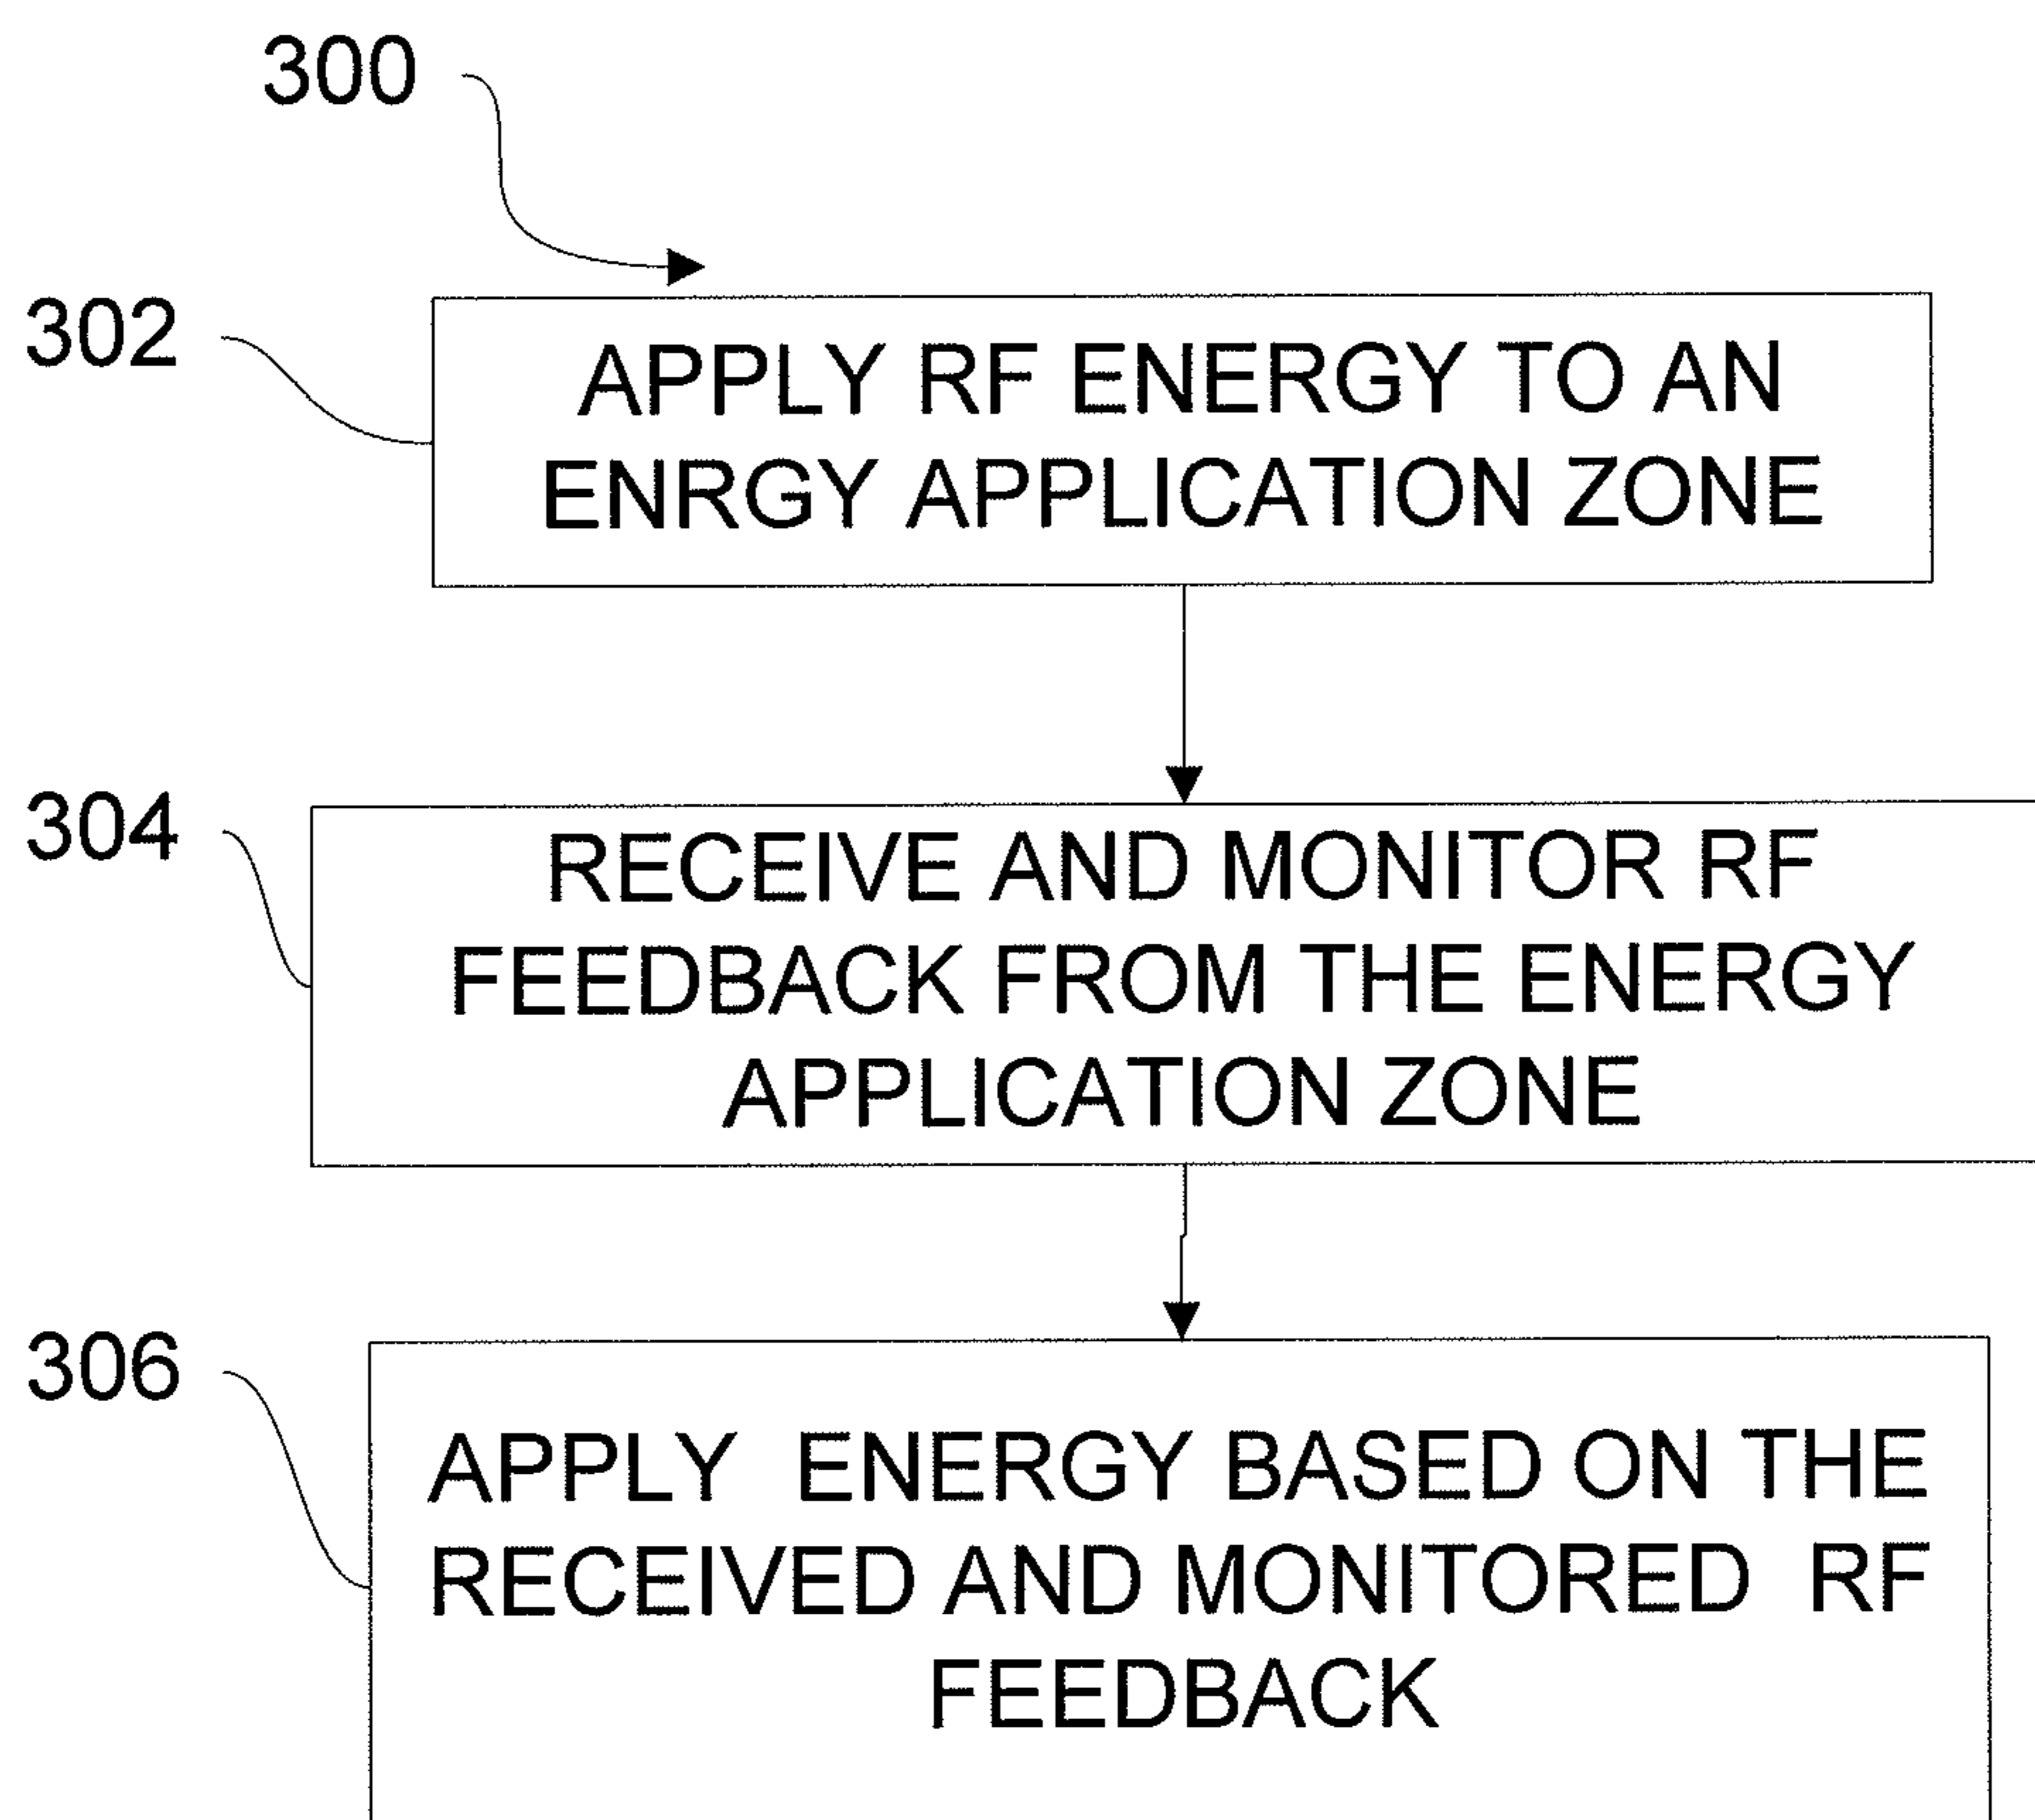 300
302
APPLY RF ENERGY TO AN
ENRGY APPLICATION ZONE
304
RECEIVE AND MONITOR RF
FEEDBACK FROM THE ENERGY
APPLICATION ZONE
306
APPLY ENERGY BASED ON THE
RECEIVED AND MONITORED RF
FEEDBACK